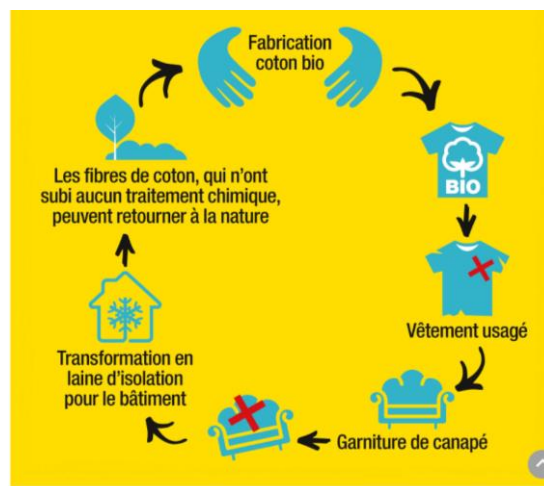 Fabrication
coton bio
BIO
Vêtement usagé
Garniture de canapé
Transformation en
laine d'isolation
pour le bâtiment
Les fibres de coton, qui n'ont
subi aucun traitement chimique,
peuvent retourner à la nature